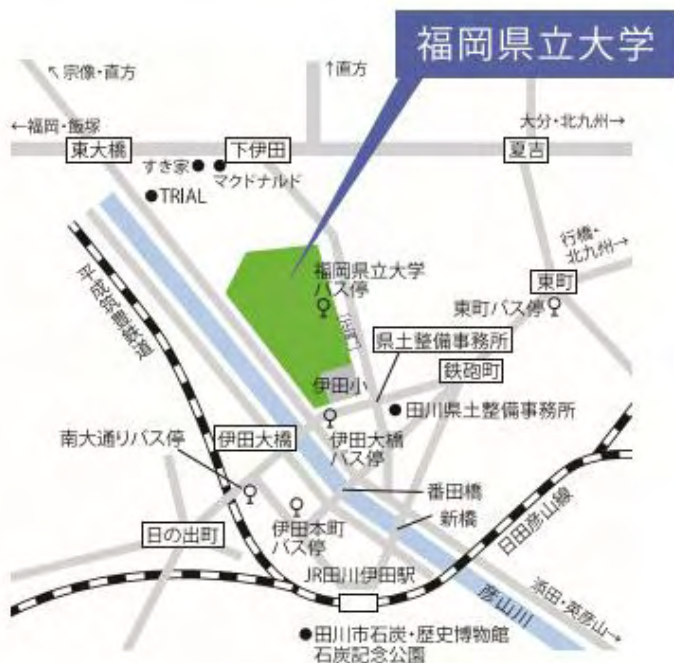 福岡県立大学
↖宗像・直方
↑直方
←福岡・飯塚
大分・北九州→
東大橋
下伊田
夏吉
すき家
マクドナルド
TRIAL
行橋・
北九州→
平成筑豊鉄道
福岡県立大学
バス停
正門
東町
東町バス停
県土整備事務所
鉄砲町
伊田小
田川県土整備事務所
南大通りバス停
伊田大橋
伊田大橋
バス停
番田橋
新橋
日の出町
伊田本町
バス停
日田彦山線
JR田川伊田駅
彦山川
添田・英彦山→
田川市石炭・歴史博物館
石炭記念公園